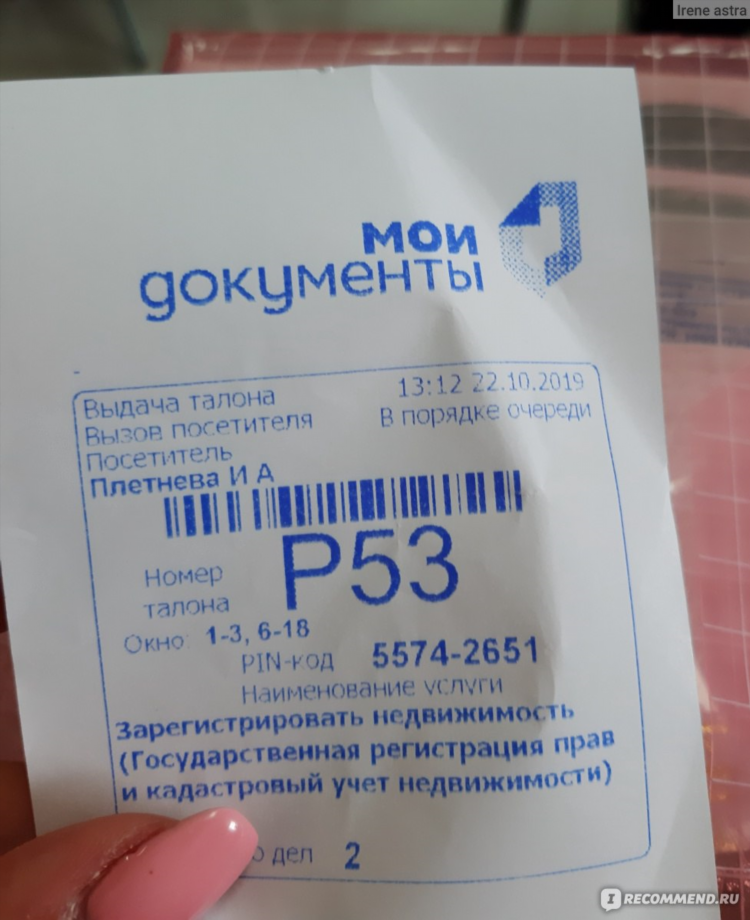 Irene astra
мои
документы
Выдача талона 13:12 22.10.2019
Вызов посетителя В порядке очереди
Посетитель
Плетнева И А
Номер P53
талона
Окно: 1-3, 6-18
PIN-код 5574-2651
Наименование услуги
Зарегистрировать недвижимость
(Государственная регистрация прав
и кадастровый учет недвижимости)
дел 2
IRECOMMEND.RU